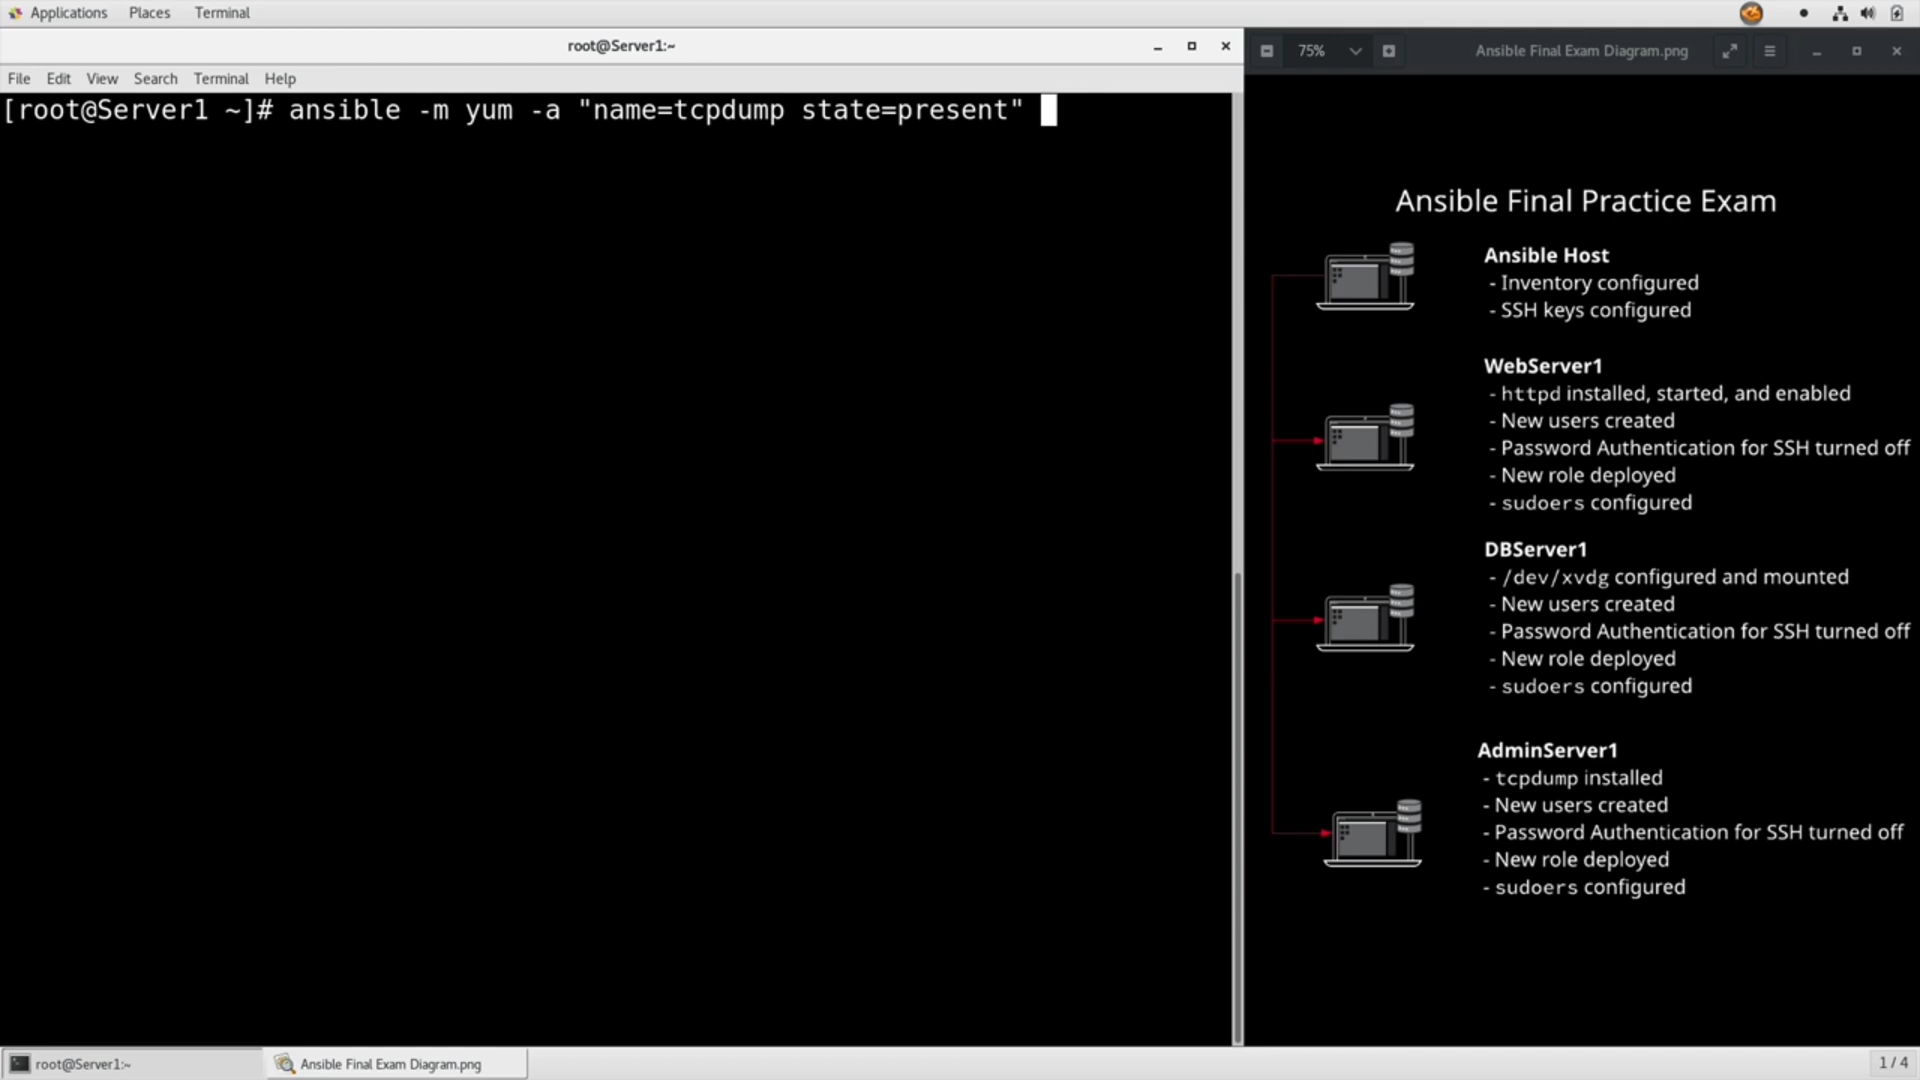 Applications Places Terminal
root@Server1:~
File Edit View Search Terminal Help
[root@Server1 ~]# ansible -m yum -a "name=tcpdump state=present"
75% Ansible Final Exam Diagram.png
Ansible Final Practice Exam
Ansible Host
- Inventory configured
- SSH keys configured
WebServer1
- httpd installed, started, and enabled
- New users created
- Password Authentication for SSH turned off
- New role deployed
- sudoers configured
DBServer1
- /dev/xvdg configured and mounted
- New users created
- Password Authentication for SSH turned off
- New role deployed
- sudoers configured
AdminServer1
- tcpdump installed
- New users created
- Password Authentication for SSH turned off
- New role deployed
- sudoers configured
root@Server1:~ Ansible Final Exam Diagram.png 1 / 4